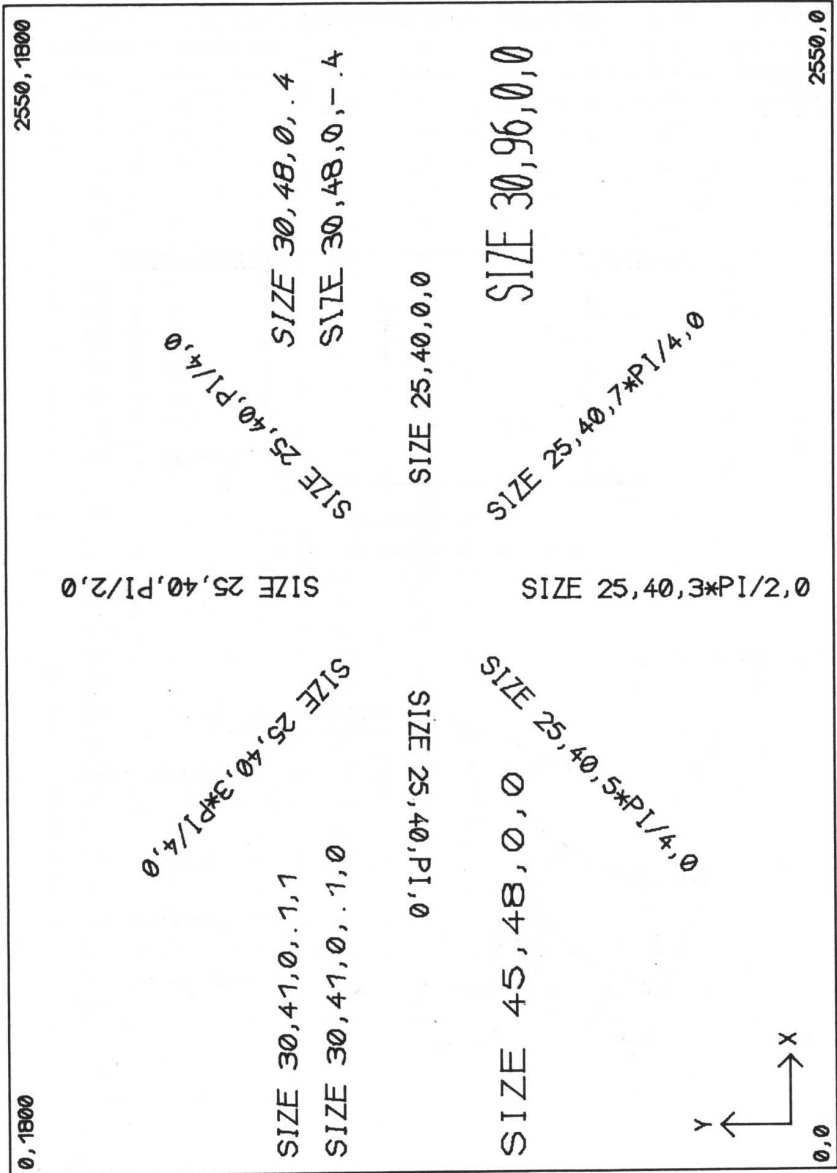 0,1800
2550,1800
SIZE 25,40,3*PI/4,0
SIZE 25,40,PI/2,0
SIZE 25,40,PI/4,0
SIZE 30,41,0,.1,1
SIZE 30,48,0,.4
SIZE 30,41,0,.1,0
SIZE 30,48,0,-.4
SIZE 25,40,PI,0
SIZE 25,40,0,0
SIZE 45,48,0,0
SIZE 30,96,0,0
SIZE 25,40,5*PI/4,0
SIZE 25,40,3*PI/2,0
SIZE 25,40,7*PI/4,0
Y
X
0,0
2550,0